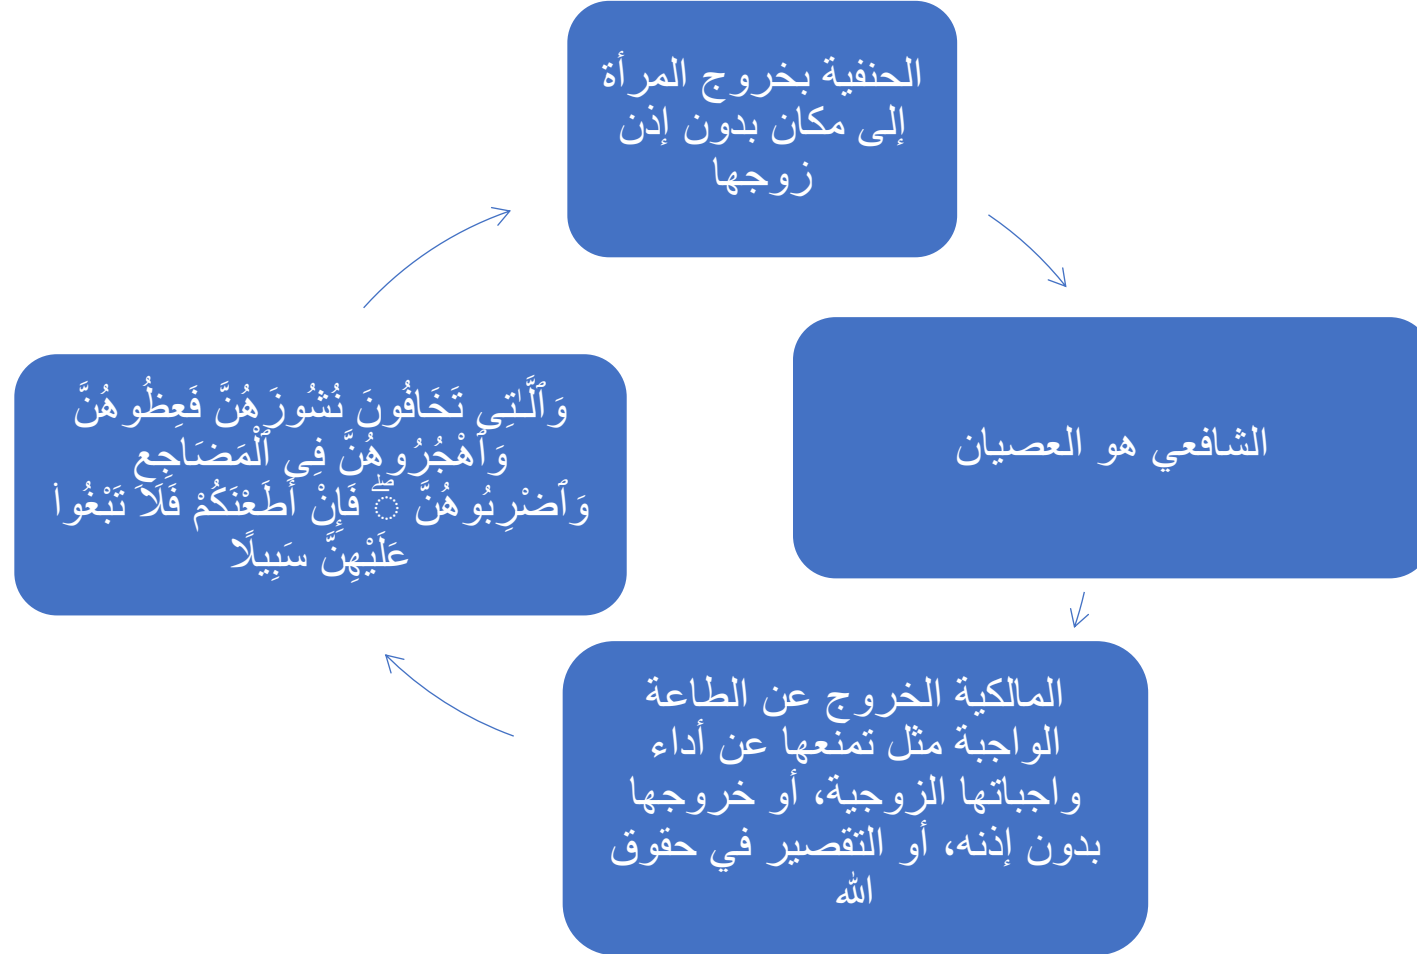 الحنفية بخروج المرأة
إلى مكان بدون إذن
زوجها
الشافعي هو العصيان
المالكية الخروج عن الطاعة
الواجبة مثل تمنعها عن أداء
واجباتها الزوجية، أو خروجها
بدون إذنه، أو التقصير في حقوق
الله
وَٱلَّـٰتِى تَخَافُونَ نُشُوزَهُنَّ فَعِظُوهُنَّ
وَٱهْجُرُوهُنَّ فِى ٱلْمَضَاجِعِ
وَٱضْرِبُوهُنَّ ۖ فَإِنْ أَطَعْنَكُمْ فَلَا تَبْغُوا۟
عَلَيْهِنَّ سَبِيلًا